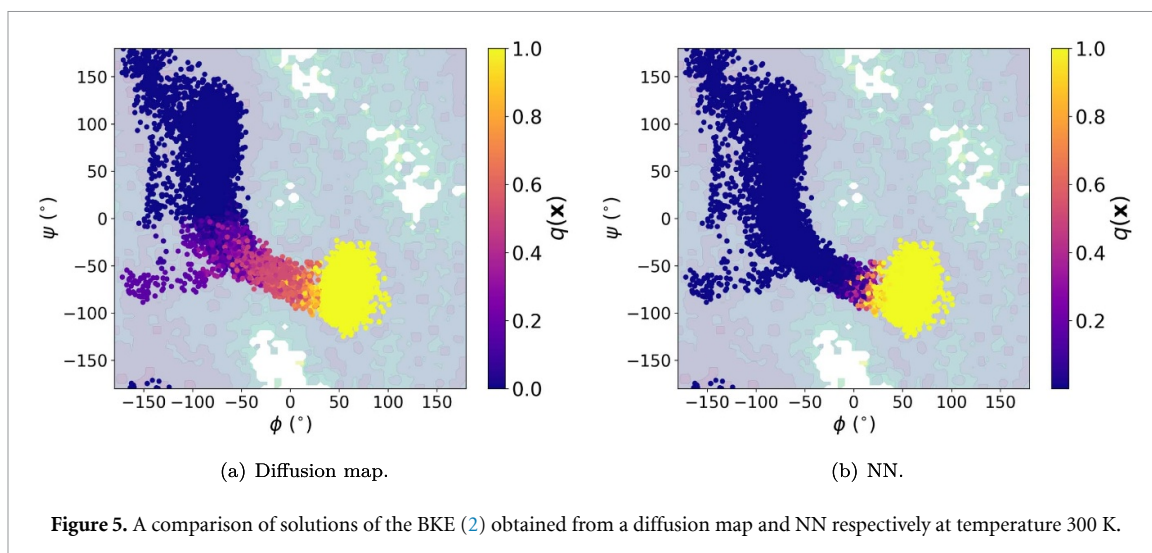 150
100
50
0
−50
−100
−150
ψ (°)
−150 −100 −50 0 50 100 150
ϕ (°)
1.0
0.8
0.6
0.4
0.2
0.0
q(x)
(a) Diffusion map.
150
100
50
0
−50
−100
−150
ψ (°)
−150 −100 −50 0 50 100 150
ϕ (°)
1.0
0.8
0.6
0.4
0.2
q(x)
(b) NN.
Figure 5. A comparison of solutions of the BKE (2) obtained from a diffusion map and NN respectively at temperature 300 K.